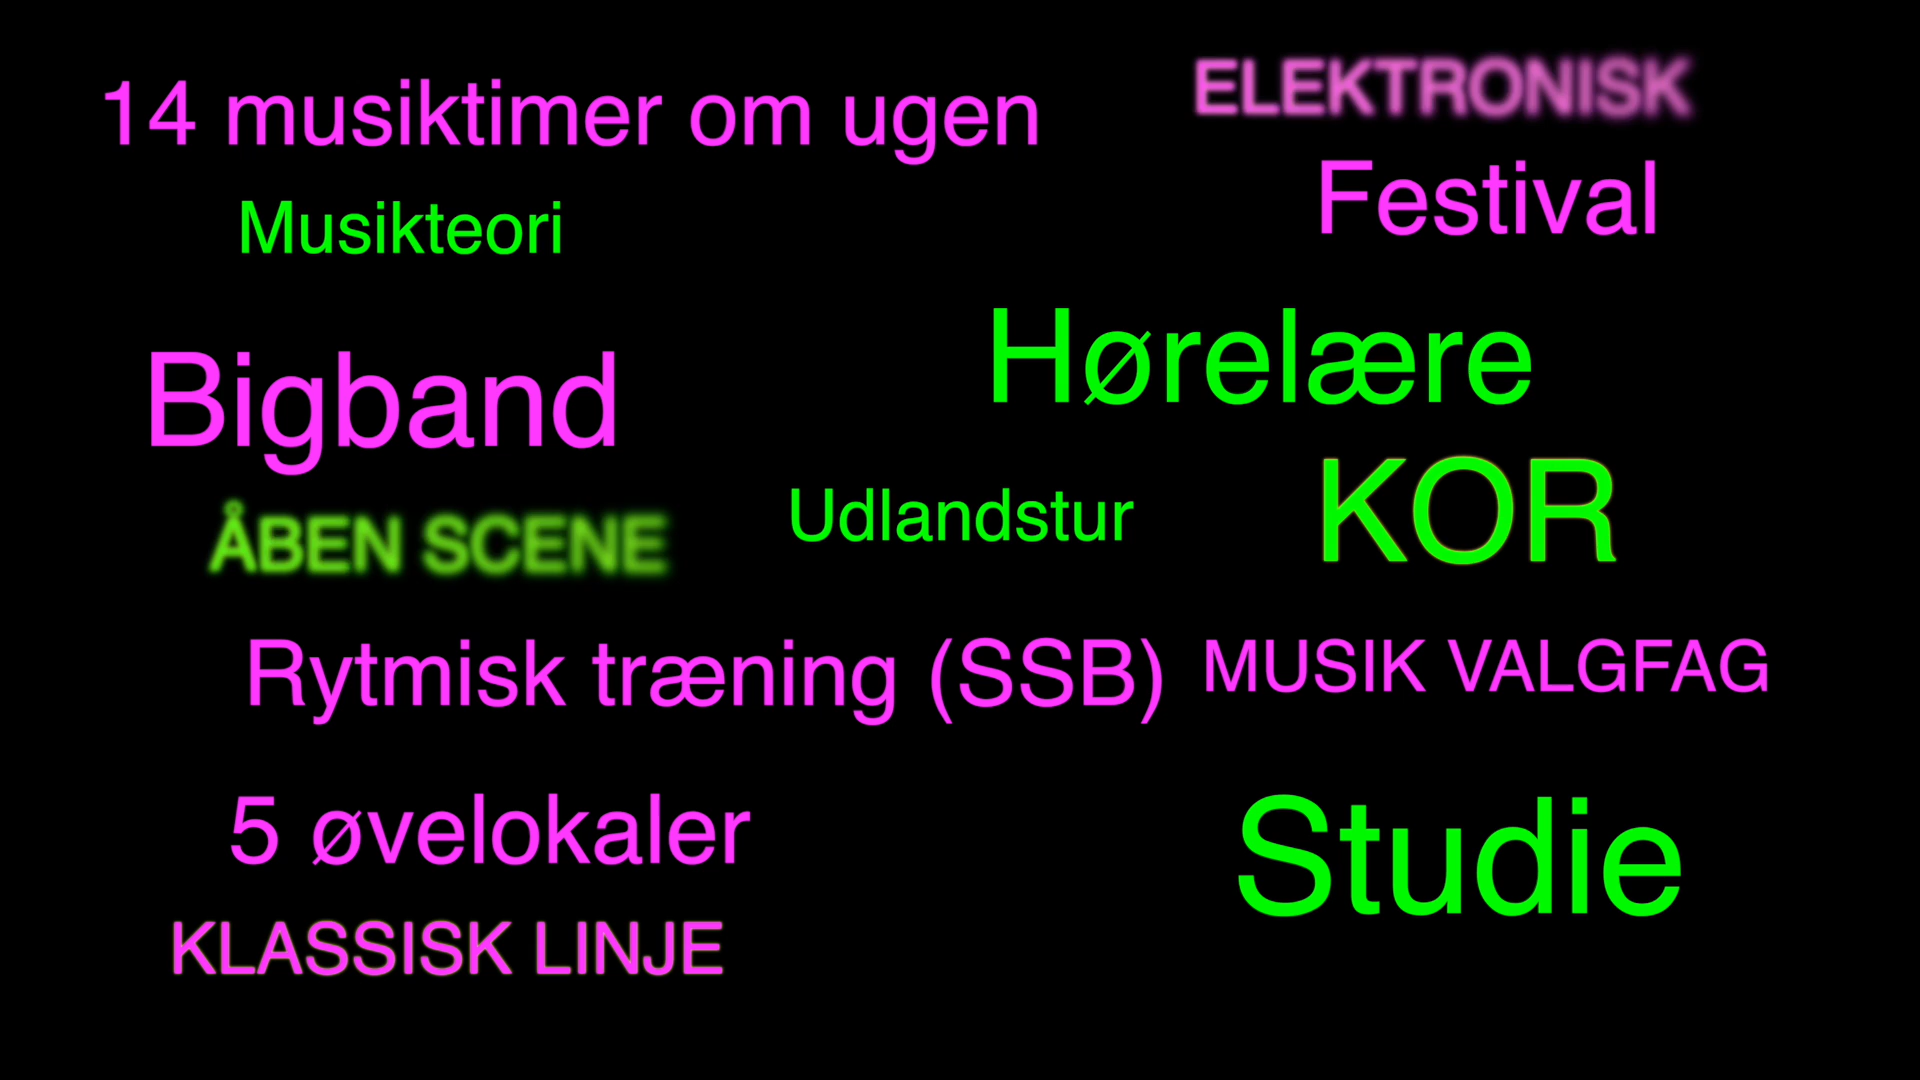 14 musiktimer om ugen
ELEKTRONISK
Festival
Musikteori
Hørelære
Bigband
KOR
Udlandstur
ÅBEN SCENE
Rytmisk træning (SSB)
MUSIK VALGFAG
5 øvelokaler
Studie
KLASSISK LINJE